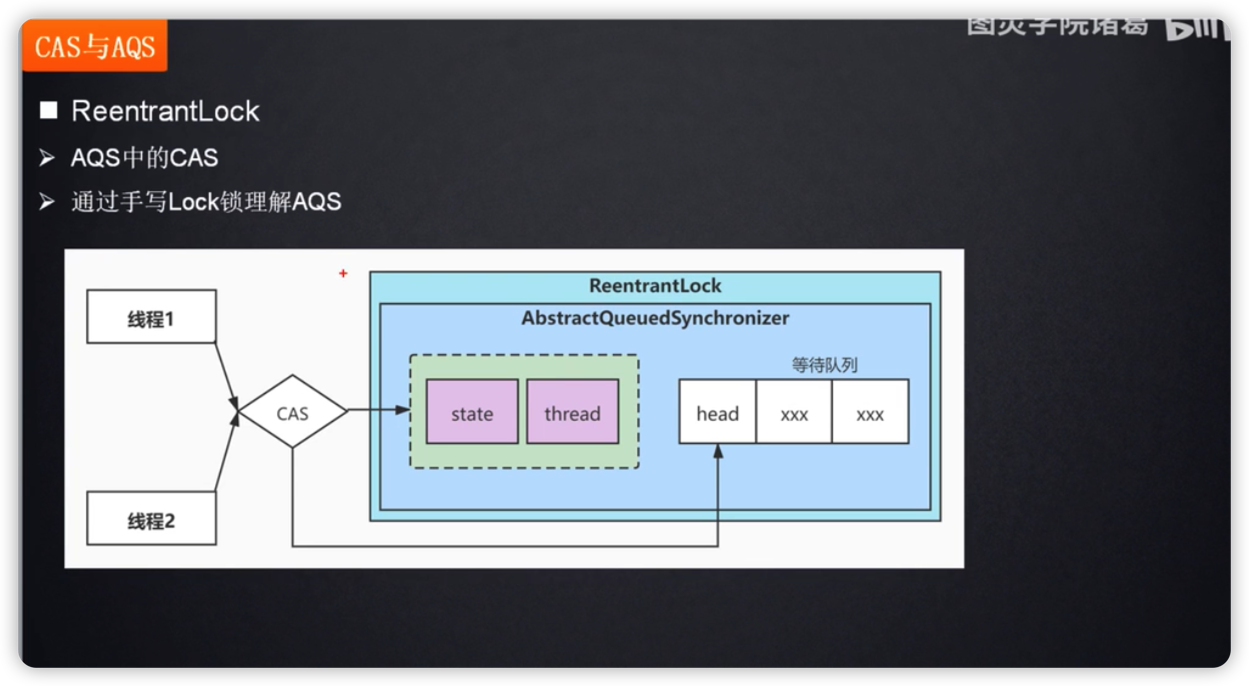 图灵学院诸葛
CAS与AQS
ReentrantLock
AQS中的CAS
通过手写Lock锁理解AQS
ReentrantLock
AbstractQueuedSynchronizer
线程1
等待队列
CAS
state
thread
head
xxx
xxx
线程2